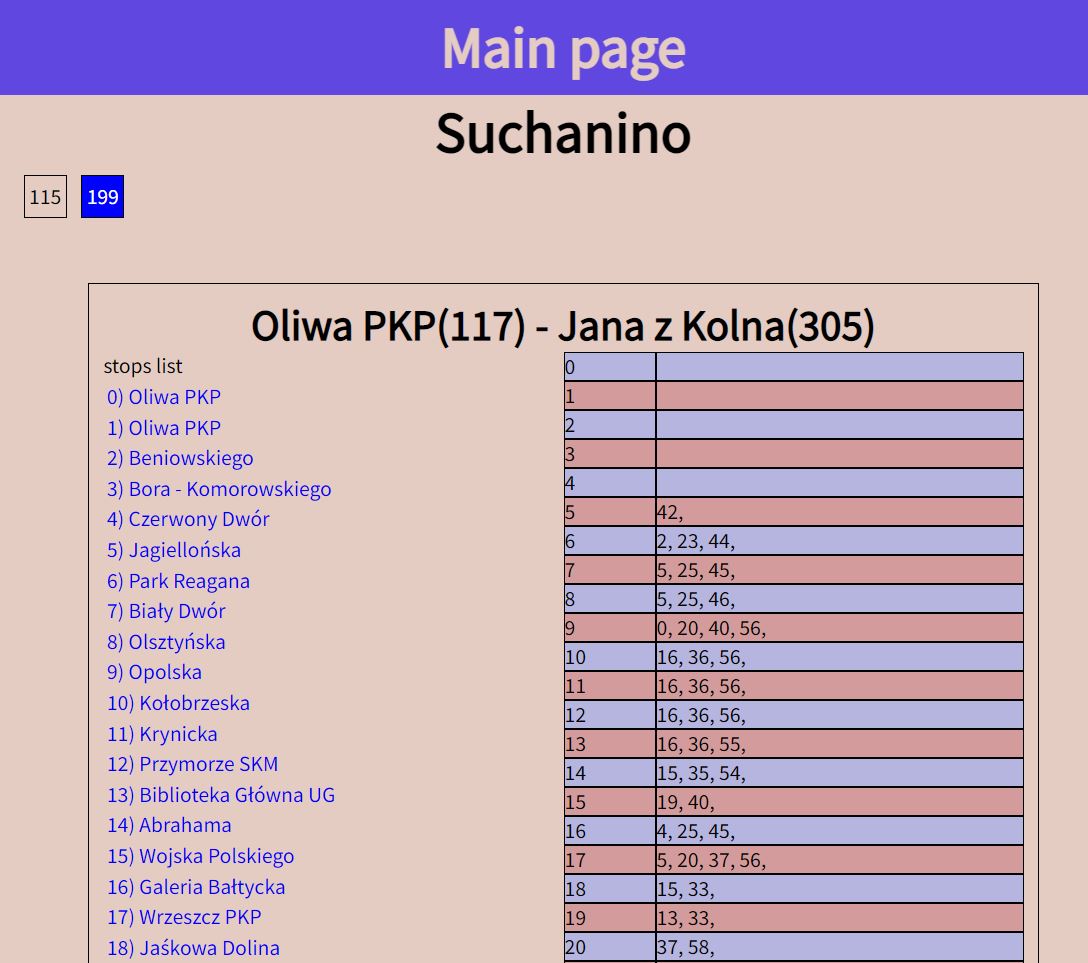 Main page
Suchanino
115 199
Oliwa PKP(117) - Jana z Kolna(305)
stops list
0) Oliwa PKP
1) Oliwa PKP
2) Beniowskiego
3) Bora - Komorowskiego
4) Czerwony Dwór
5) Jagiellońska
6) Park Reagana
7) Biały Dwór
8) Olsztyńska
9) Opolska
10) Kołobrzeska
11) Krynicka
12) Przymorze SKM
13) Biblioteka Główna UG
14) Abrahama
15) Wojska Polskiego
16) Galeria Bałtycka
17) Wrzeszcz PKP
18) Jaśkowa Dolina
0
1
2
3
4
5 42,
6 2, 23, 44,
7 5, 25, 45,
8 5, 25, 46,
9 0, 20, 40, 56,
10 16, 36, 56,
11 16, 36, 56,
12 16, 36, 56,
13 16, 36, 55,
14 15, 35, 54,
15 19, 40,
16 4, 25, 45,
17 5, 20, 37, 56,
18 15, 33,
19 13, 33,
20 37, 58,